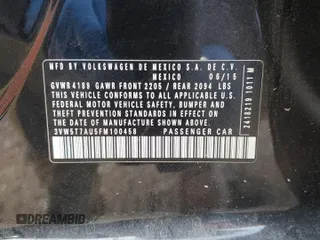 MFD. BY VOLKSWAGEN DE MEXICO S.A. DE C.V.
MEXICO 06/15
GVWR 4189 GAWR FRONT 2205 / REAR 2094 LBS
THIS VEHICLE CONFORMS TO ALL APPLICABLE
FEDERAL MOTOR VEHICLE SAFETY, BUMPER AND
THEFT PREVENTION STANDARDS IN EFFECT ON
THE DATE OF MANUFACTURE SHOWN ABOVE.
3VW5T7AU5FM100458 PASSENGER CAR
2418219 1011 M
©DREAMBID